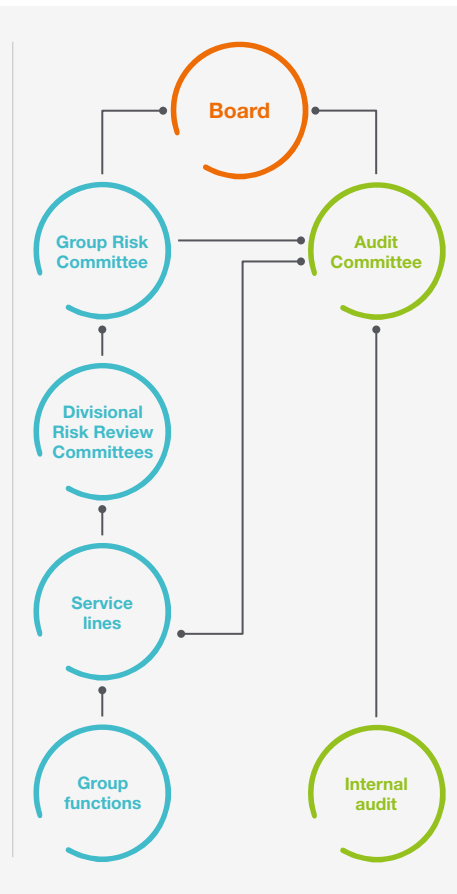 Board
Group Risk
Committee
Audit
Committee
Divisional
Risk Review
Committees
Service
lines
Group
functions
Internal
audit